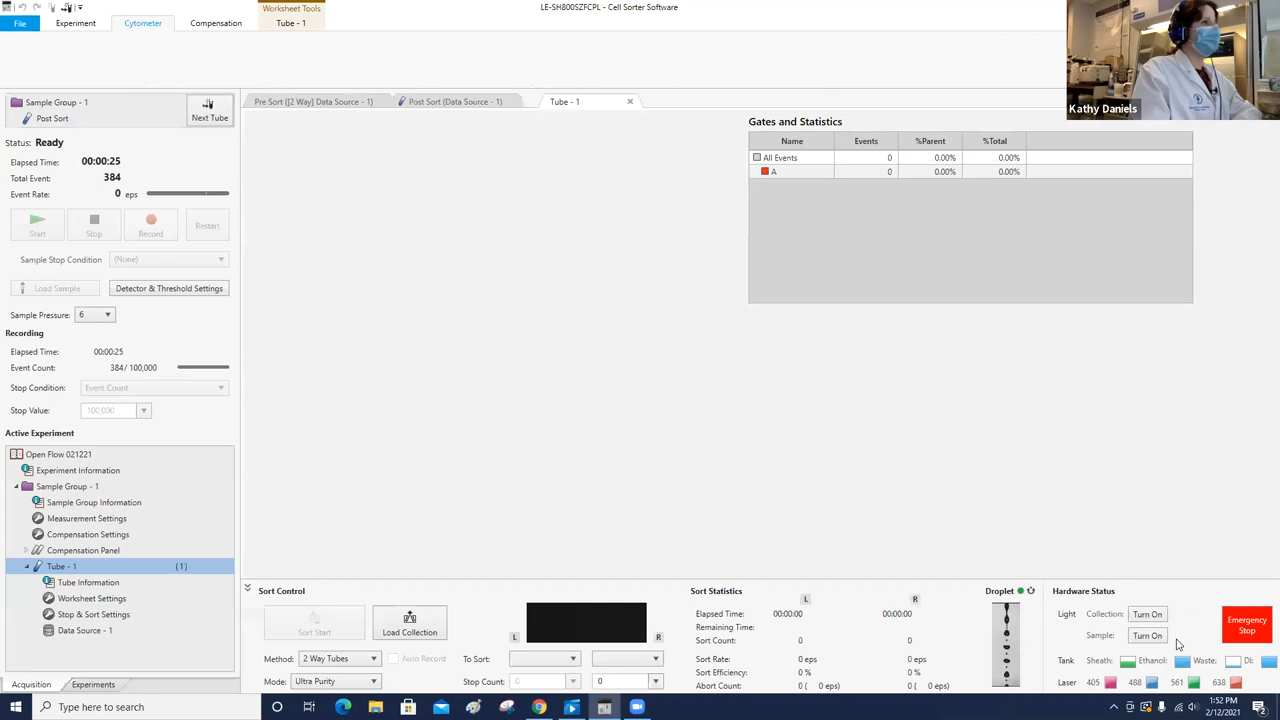 Worksheet Tools
LE-SH800SZFCPL - Cell Sorter Software
File Experiment Cytometer Compensation Tube - 1
Kathy Daniels
Sample Group - 1
Post Sort
Next Tube
Pre Sort ([2 Way] Data Source - 1) Post Sort (Data Source - 1) Tube - 1
Gates and Statistics
Name Events %Parent %Total
All Events 0 0.00% 0.00%
A 0 0.00% 0.00%
Status: Ready
Elapsed Time: 00:00:25
Total Event: 384
Event Rate: 0 eps
Start Stop Record Restart
Sample Stop Condition (None)
Load Sample Detector & Threshold Settings
Sample Pressure: 6
Recording
Elapsed Time: 00:00:25
Event Count: 384/ 100,000
Stop Condition: Event Count
Stop Value: 100,000
Active Experiment
Open Flow 021221
Experiment Information
Sample Group - 1
Sample Group Information
Measurement Settings
Compensation Settings
Compensation Panel
Tube - 1 (1)
Tube Information
Worksheet Settings
Stop & Sort Settings
Data Source - 1
Acquisition Experiments
Sort Control
Sort Start Load Collection
L R
Method: 2 Way Tubes Auto Record To Sort:
Mode: Ultra Purity Stop Count: 0 0
Sort Statistics
L R
Elapsed Time: 00:00:00 00:00:00
Remaining Time:
Sort Count: 0 0
Sort Rate: 0 eps 0 eps
Sort Efficiency: 0 % 0 %
Abort Count: 0 ( 0 eps) 0 ( 0 eps)
Droplet
Hardware Status
Light Collection: Turn On
Sample: Turn On
Emergency
Stop
Tank Sheath: Ethanol: Waste: DI:
Laser 405 488 561 638
Type here to search
1:52 PM
2/12/2021
2